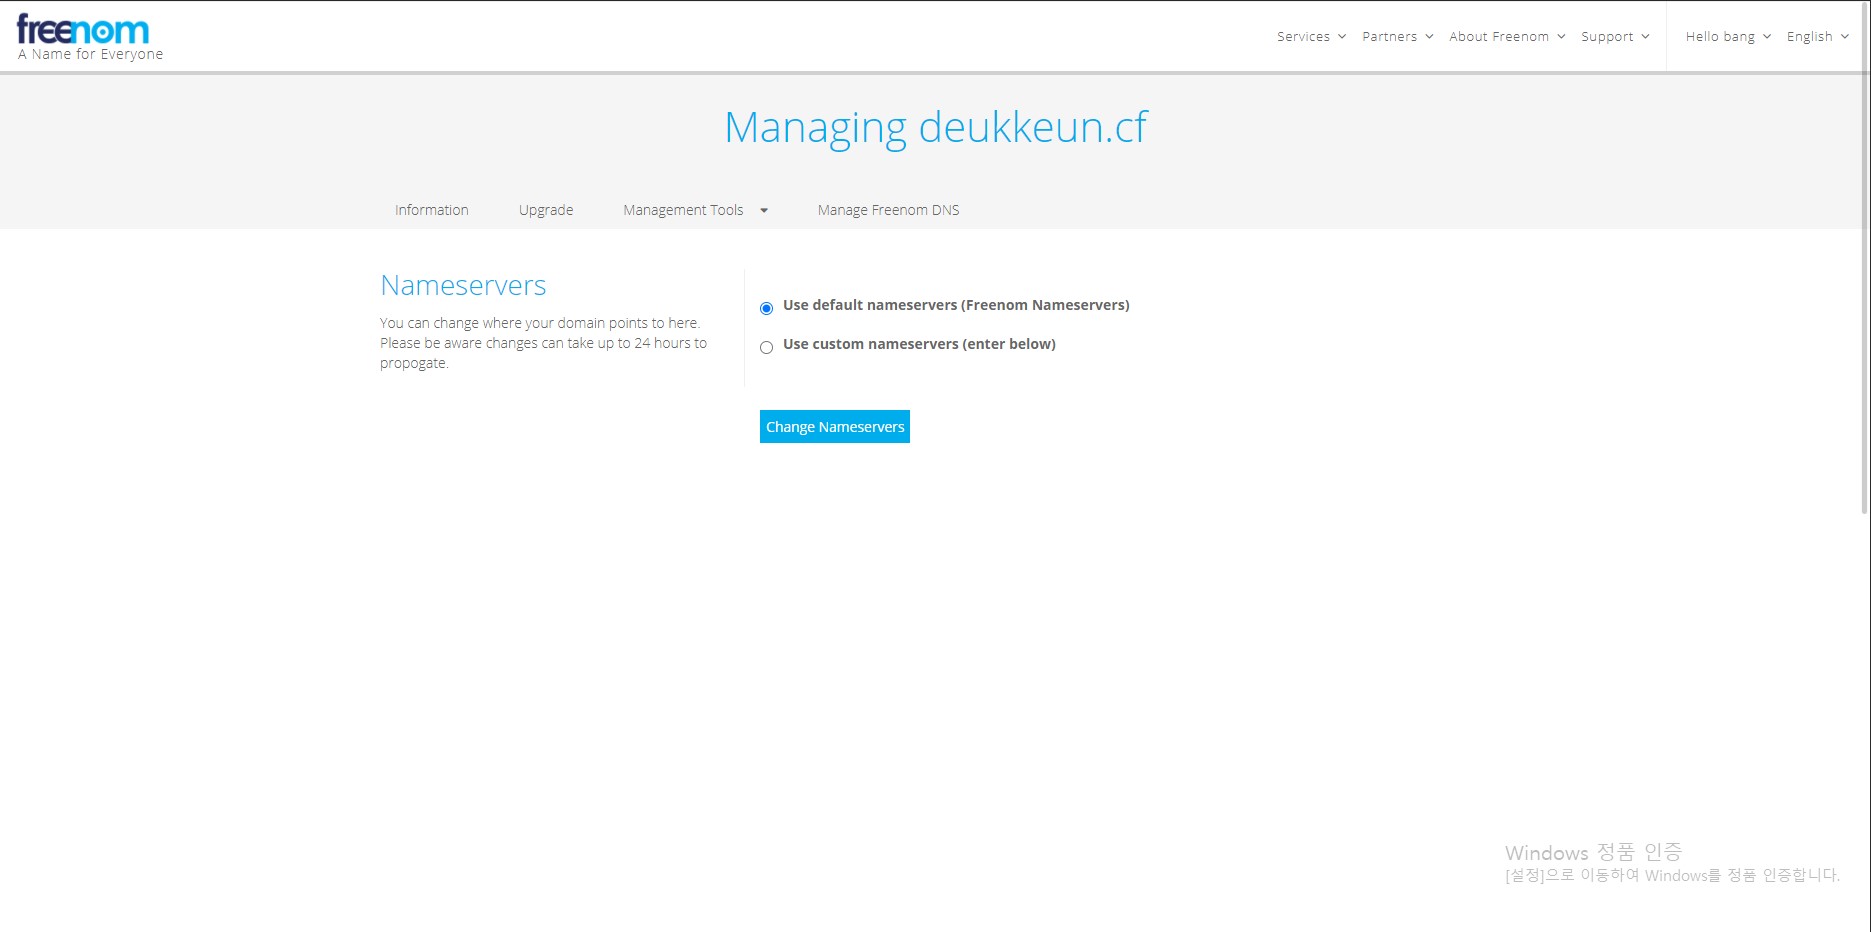 freenom
A Name for Everyone
Services Partners About Freenom Support Hello bang English
Managing deukkeun.cf
Information Upgrade Management Tools Manage Freenom DNS
Nameservers
You can change where your domain points to here.
Please be aware changes can take up to 24 hours to
propogate.
Use default nameservers (Freenom Nameservers)
Use custom nameservers (enter below)
Change Nameservers
Windows 정품 인증
[설정]으로 이동하여 Windows를 정품 인증합니다.